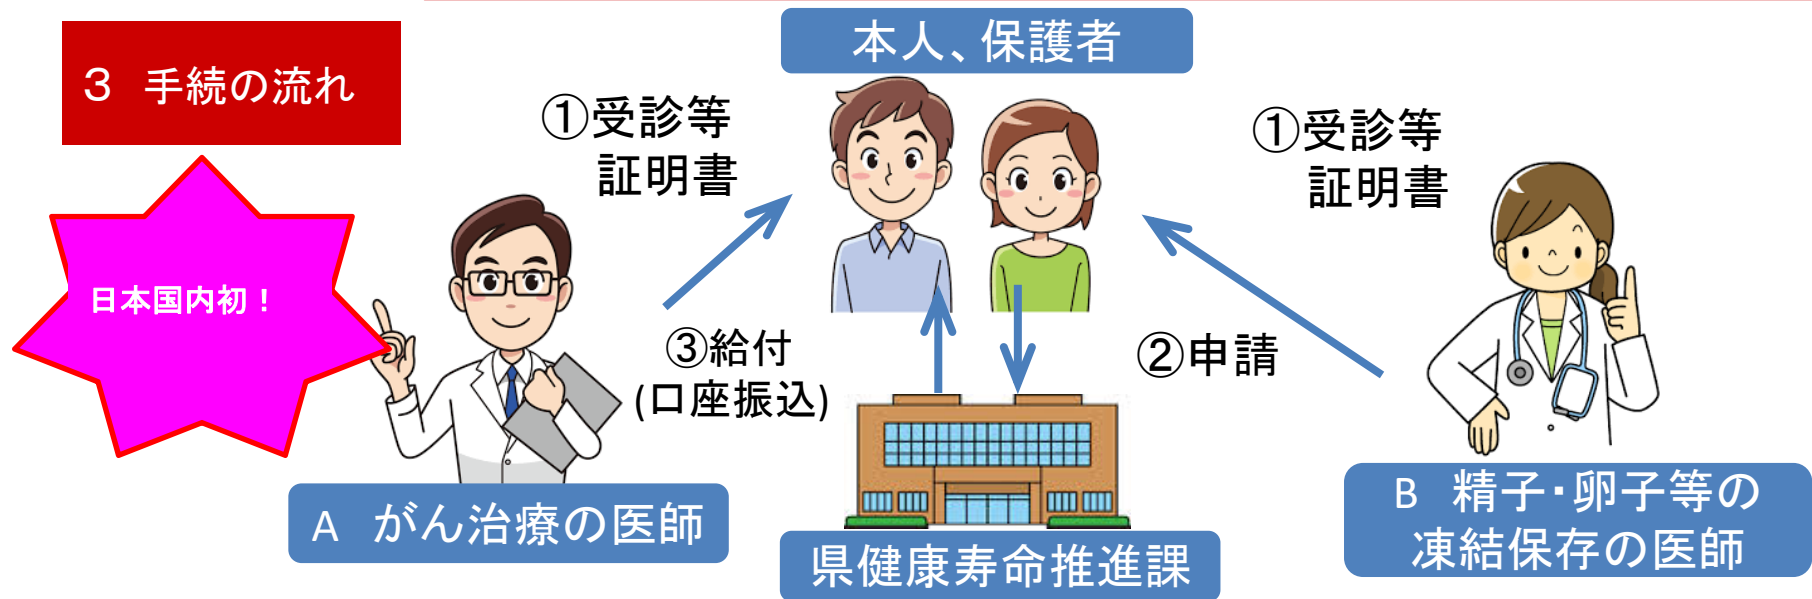 ３　手続の流れ
日本国内初！
本人、保護者
①受診等
証明書
①受診等
証明書
③給付
(口座振込)
②申請
A　がん治療の医師
県健康寿命推進課
B　精子・卵子等の
凍結保存の医師